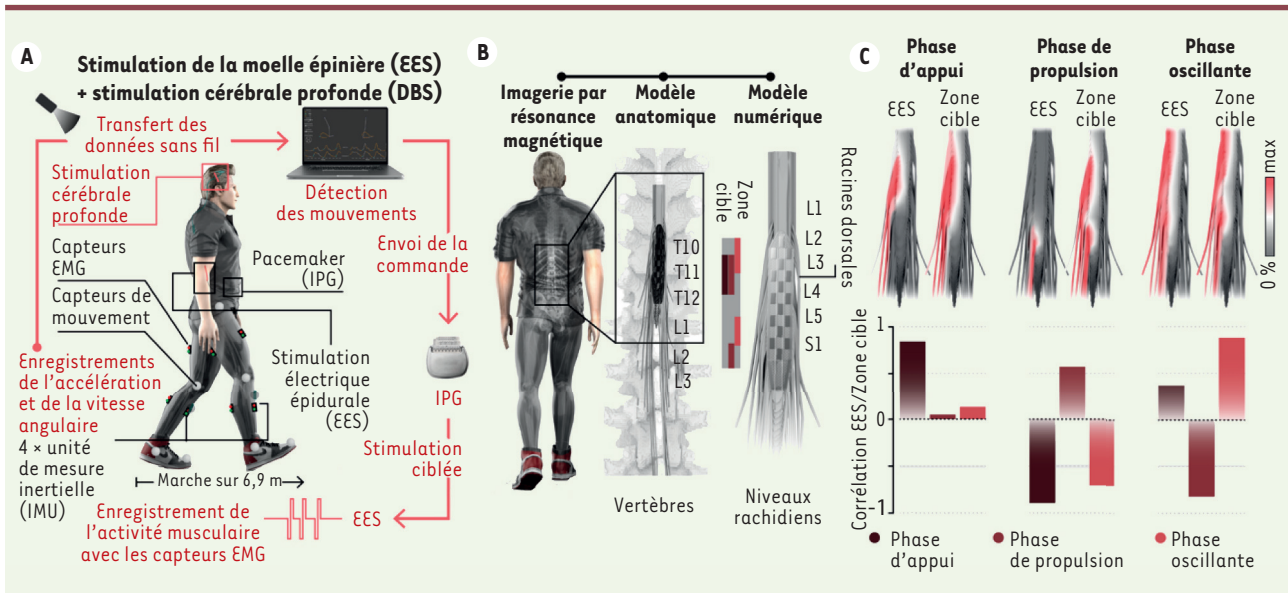 A
Stimulation de la moelle épinière (EES)
+ stimulation cérébrale profonde (DBS)
Transfert des
données sans fil
Stimulation
cérébrale
profonde
Détection
des mouvements
Capteurs
EMG
Pacemaker
(IPG)
Envoi de la
commande
Capteurs de
mouvement
Enregistrements
de l'accélération
et de la vitesse
angulaire
Stimulation
électrique
épidurale
(EES)
IPG
4 × unité
de mesure
inertielle
(IMU)
Marche sur 6,9 m
Stimulation
ciblée
Enregistrement de
l'activité musculaire
avec les capteurs EMG
EES
B
Imagerie par
résonance
magnétique
Modèle
anatomique
Modèle
numérique
Zone
cible
Racines dorsales
T10
T11
T12
L1
L2
L3
L1
L2
L3
L4
L5
S1
Vertèbres
Niveaux
rachidiens
C
Phase
d'appui
Phase de
propulsion
Phase
oscillante
EES
Zone
cible
EES
Zone
cible
EES
Zone
cible
max
0 %
Corrélation EES/Zone cible
1
0
-1
Phase
d'appui
Phase
de propulsion
Phase
oscillante